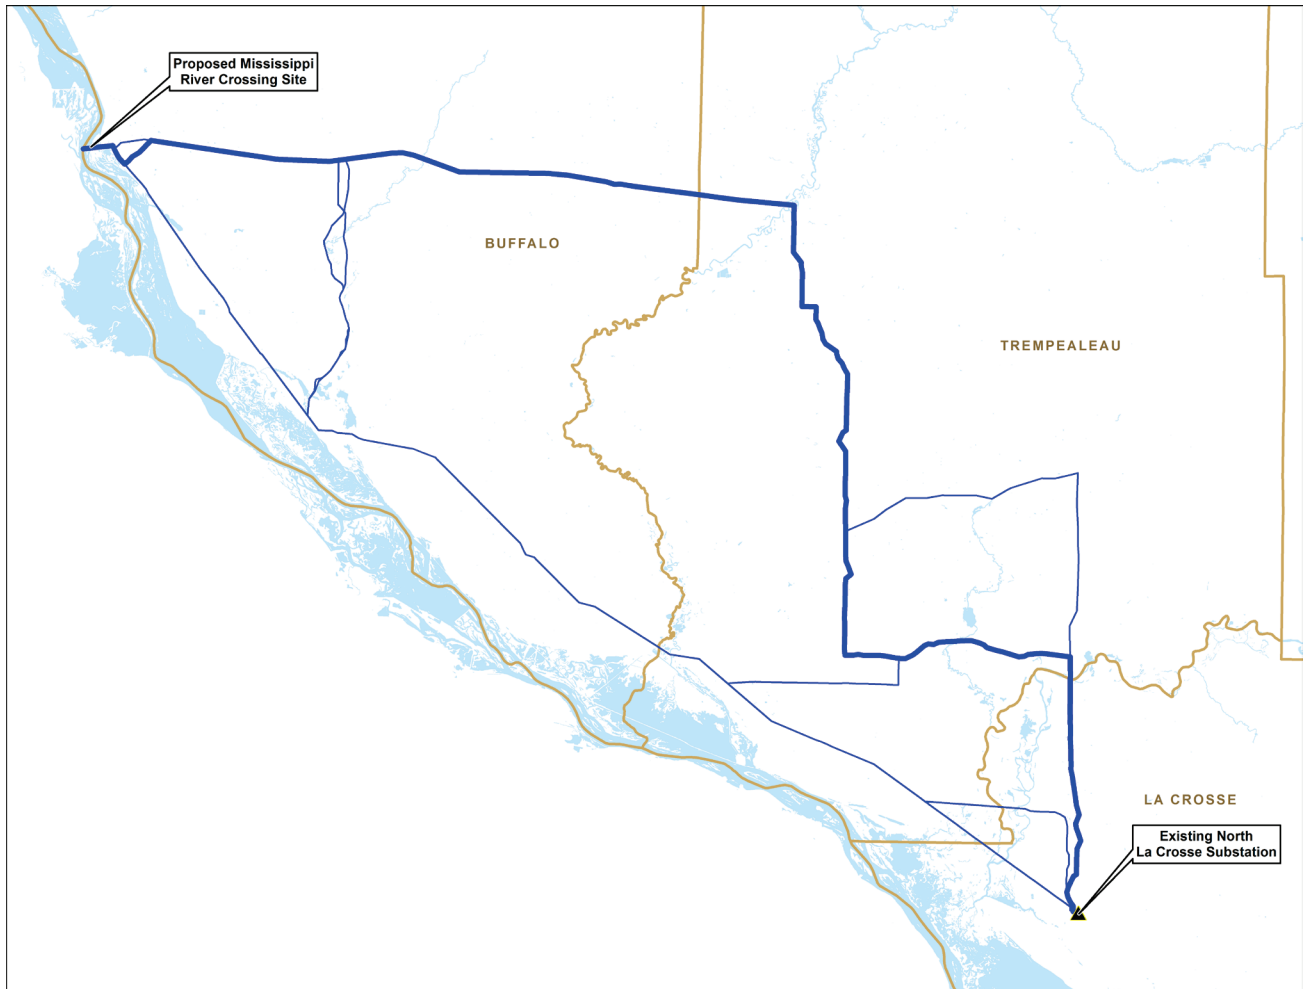 Proposed Mississippi
River Crossing Site
BUFFALO
TREMPEALEAU
LA CROSSE
Existing North
La Crosse Substation